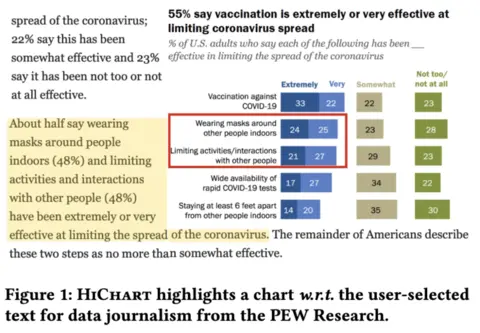 spread of the coronavirus;
22% say this has been
somewhat effective and 23%
say it has been not too or not
at all effective.
About half say wearing
masks around people
indoors (48%) and limiting
activities and interactions
with other people (48%)
have been extremely or very
effective at limiting the spread of the coronavirus. The remainder of Americans describe
these two steps as no more than somewhat effective.
55% say vaccination is extremely or very effective at
limiting coronavirus spread
% of U.S. adults who say each of the following has been __
effective in limiting the spread of the coronavirus
Extremely Very Somewhat Not too/
not at all
Vaccination against
COVID-19 33 22 22 23
Wearing masks around
other people indoors 24 25 23 28
Limiting activities/interactions
with other people 21 27 29 23
Wide availability of
rapid COVID-19 tests 17 27 34 22
Staying at least 6 feet apart
from other people indoors 14 20 35 30
Figure 1: HiChart highlights a chart w.r.t. the user-selected
text for data journalism from the PEW Research.